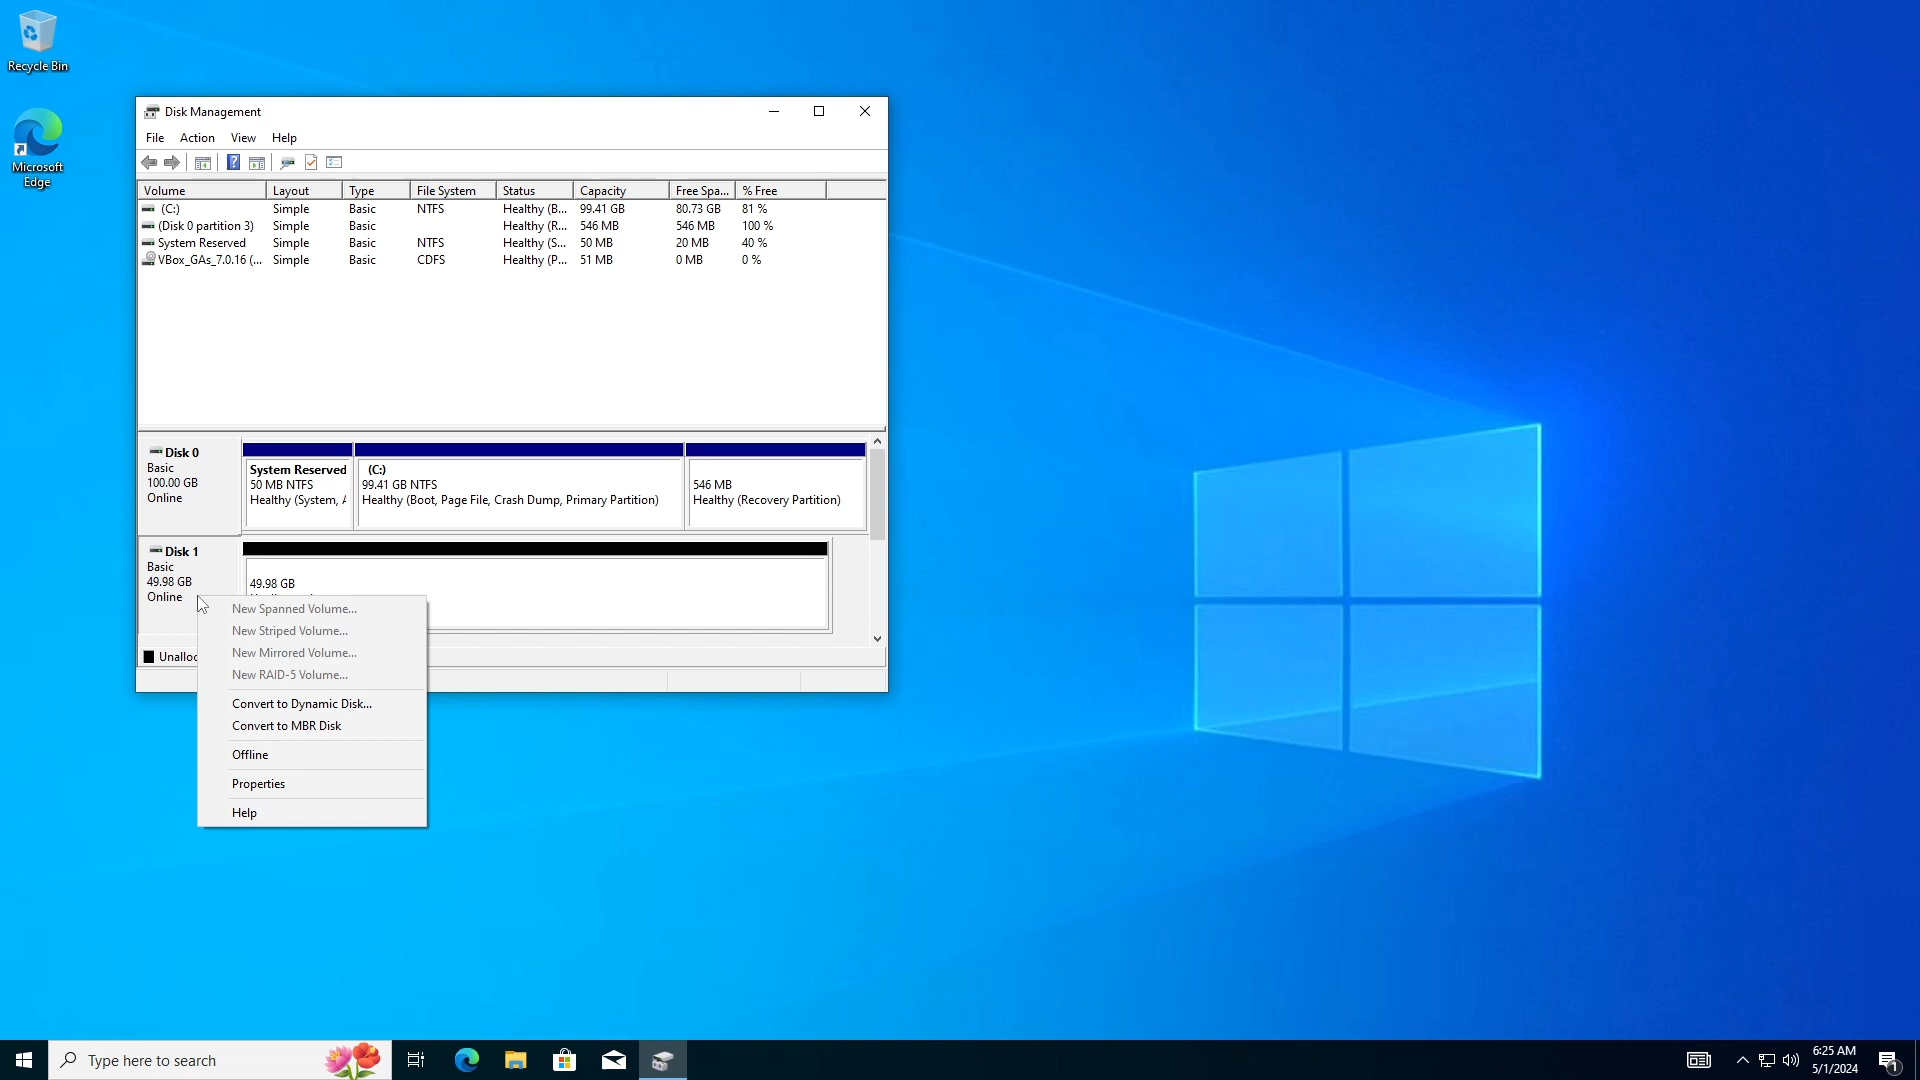 Recycle Bin
Microsoft
Edge
Disk Management
File Action View Help
Volume Layout Type File System Status Capacity Free Spa... % Free
(C:) Simple Basic NTFS Healthy (B... 99.41 GB 80.73 GB 81 %
(Disk 0 partition 3) Simple Basic Healthy (R... 546 MB 546 MB 100 %
System Reserved Simple Basic NTFS Healthy (S... 50 MB 20 MB 40 %
VBox_GAs_7.0.16 (... Simple Basic CDFS Healthy (P... 51 MB 0 MB 0 %
Disk 0
Basic
100.00 GB
Online
System Reserved
50 MB NTFS
Healthy (System, A
(C:)
99.41 GB NTFS
Healthy (Boot, Page File, Crash Dump, Primary Partition)
546 MB
Healthy (Recovery Partition)
Disk 1
Basic
49.98 GB
Online
49.98 GB
Unalloc
New Spanned Volume...
New Striped Volume...
New Mirrored Volume...
New RAID-5 Volume...
Convert to Dynamic Disk...
Convert to MBR Disk
Offline
Properties
Help
Type here to search
6:25 AM
5/1/2024
1